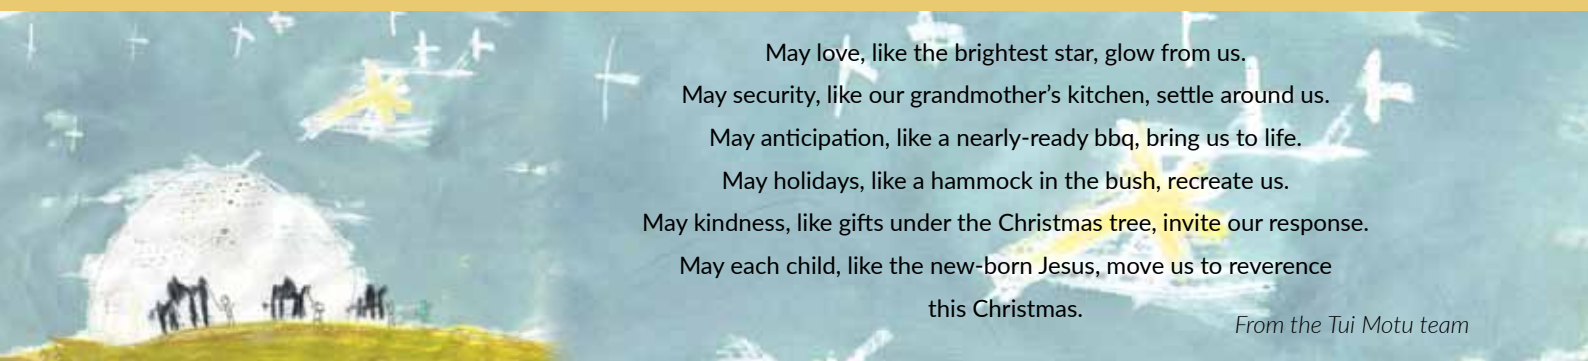 May love, like the brightest star, glow from us.
May security, like our grandmother's kitchen, settle around us.
May anticipation, like a nearly-ready bbq, bring us to life.
May holidays, like a hammock in the bush, recreate us.
May kindness, like gifts under the Christmas tree, invite our response.
May each child, like the new-born Jesus, move us to reverence
this Christmas.
From the Tui Motu team